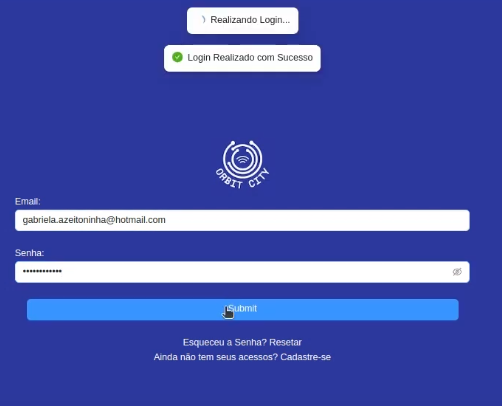 Realizando Login...
Login Realizado com Sucesso
ORBIT CITY
Email:
gabriela.azeitoninha@hotmail.com
Senha:
••••••••••••
Submit
Esqueceu a Senha? Resetar
Ainda não tem seus acessos? Cadastre-se